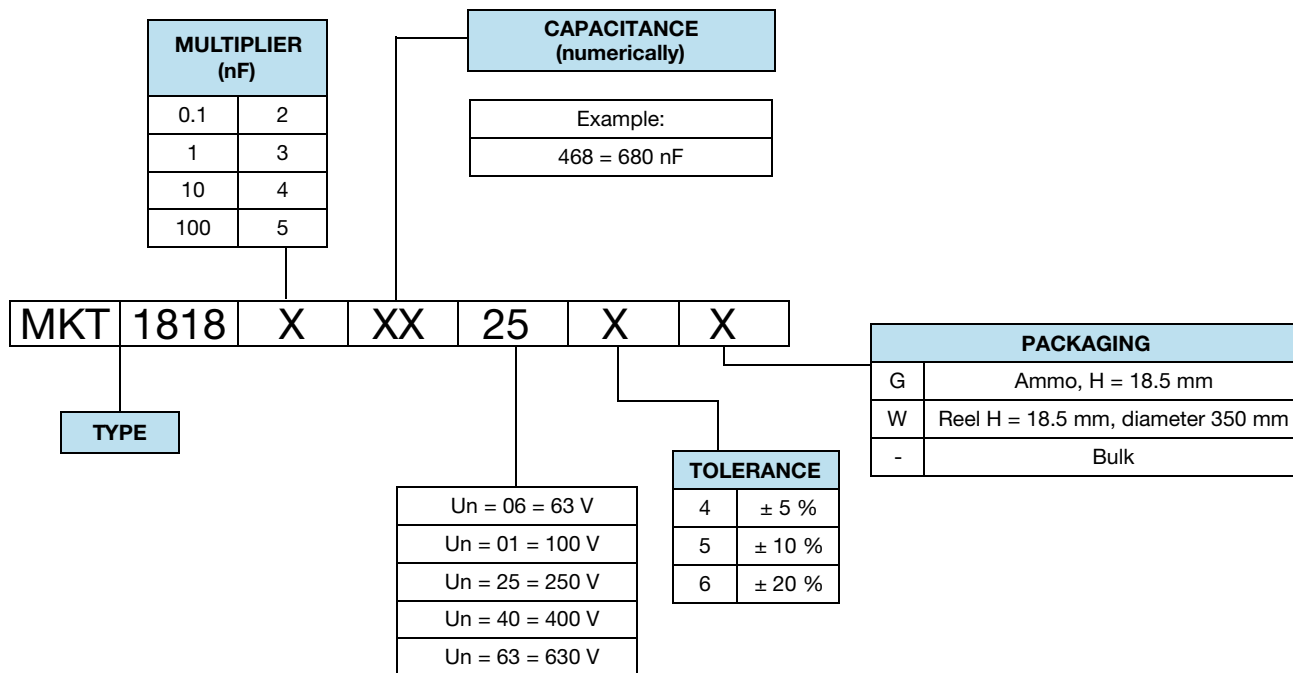 MULTIPLIER
(nF)
0.1 2
1 3
10 4
100 5
CAPACITANCE
(numerically)
Example:
468 = 680 nF
MKT 1818 X XX 25 X X
TYPE
Un = 06 = 63 V
Un = 01 = 100 V
Un = 25 = 250 V
Un = 40 = 400 V
Un = 63 = 630 V
TOLERANCE
4 ± 5 %
5 ± 10 %
6 ± 20 %
PACKAGING
G Ammo, H = 18.5 mm
W Reel H = 18.5 mm, diameter 350 mm
- Bulk